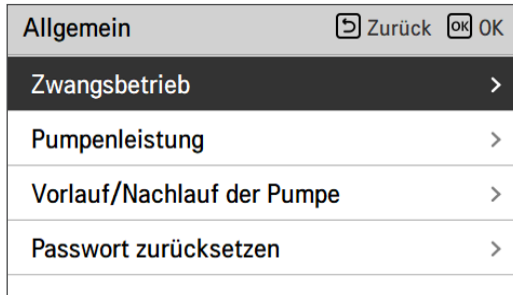 Allgemein Zurück OK OK
Zwangsbetrieb
Pumpenleistung
Vorlauf/Nachlauf der Pumpe
Passwort zurücksetzen